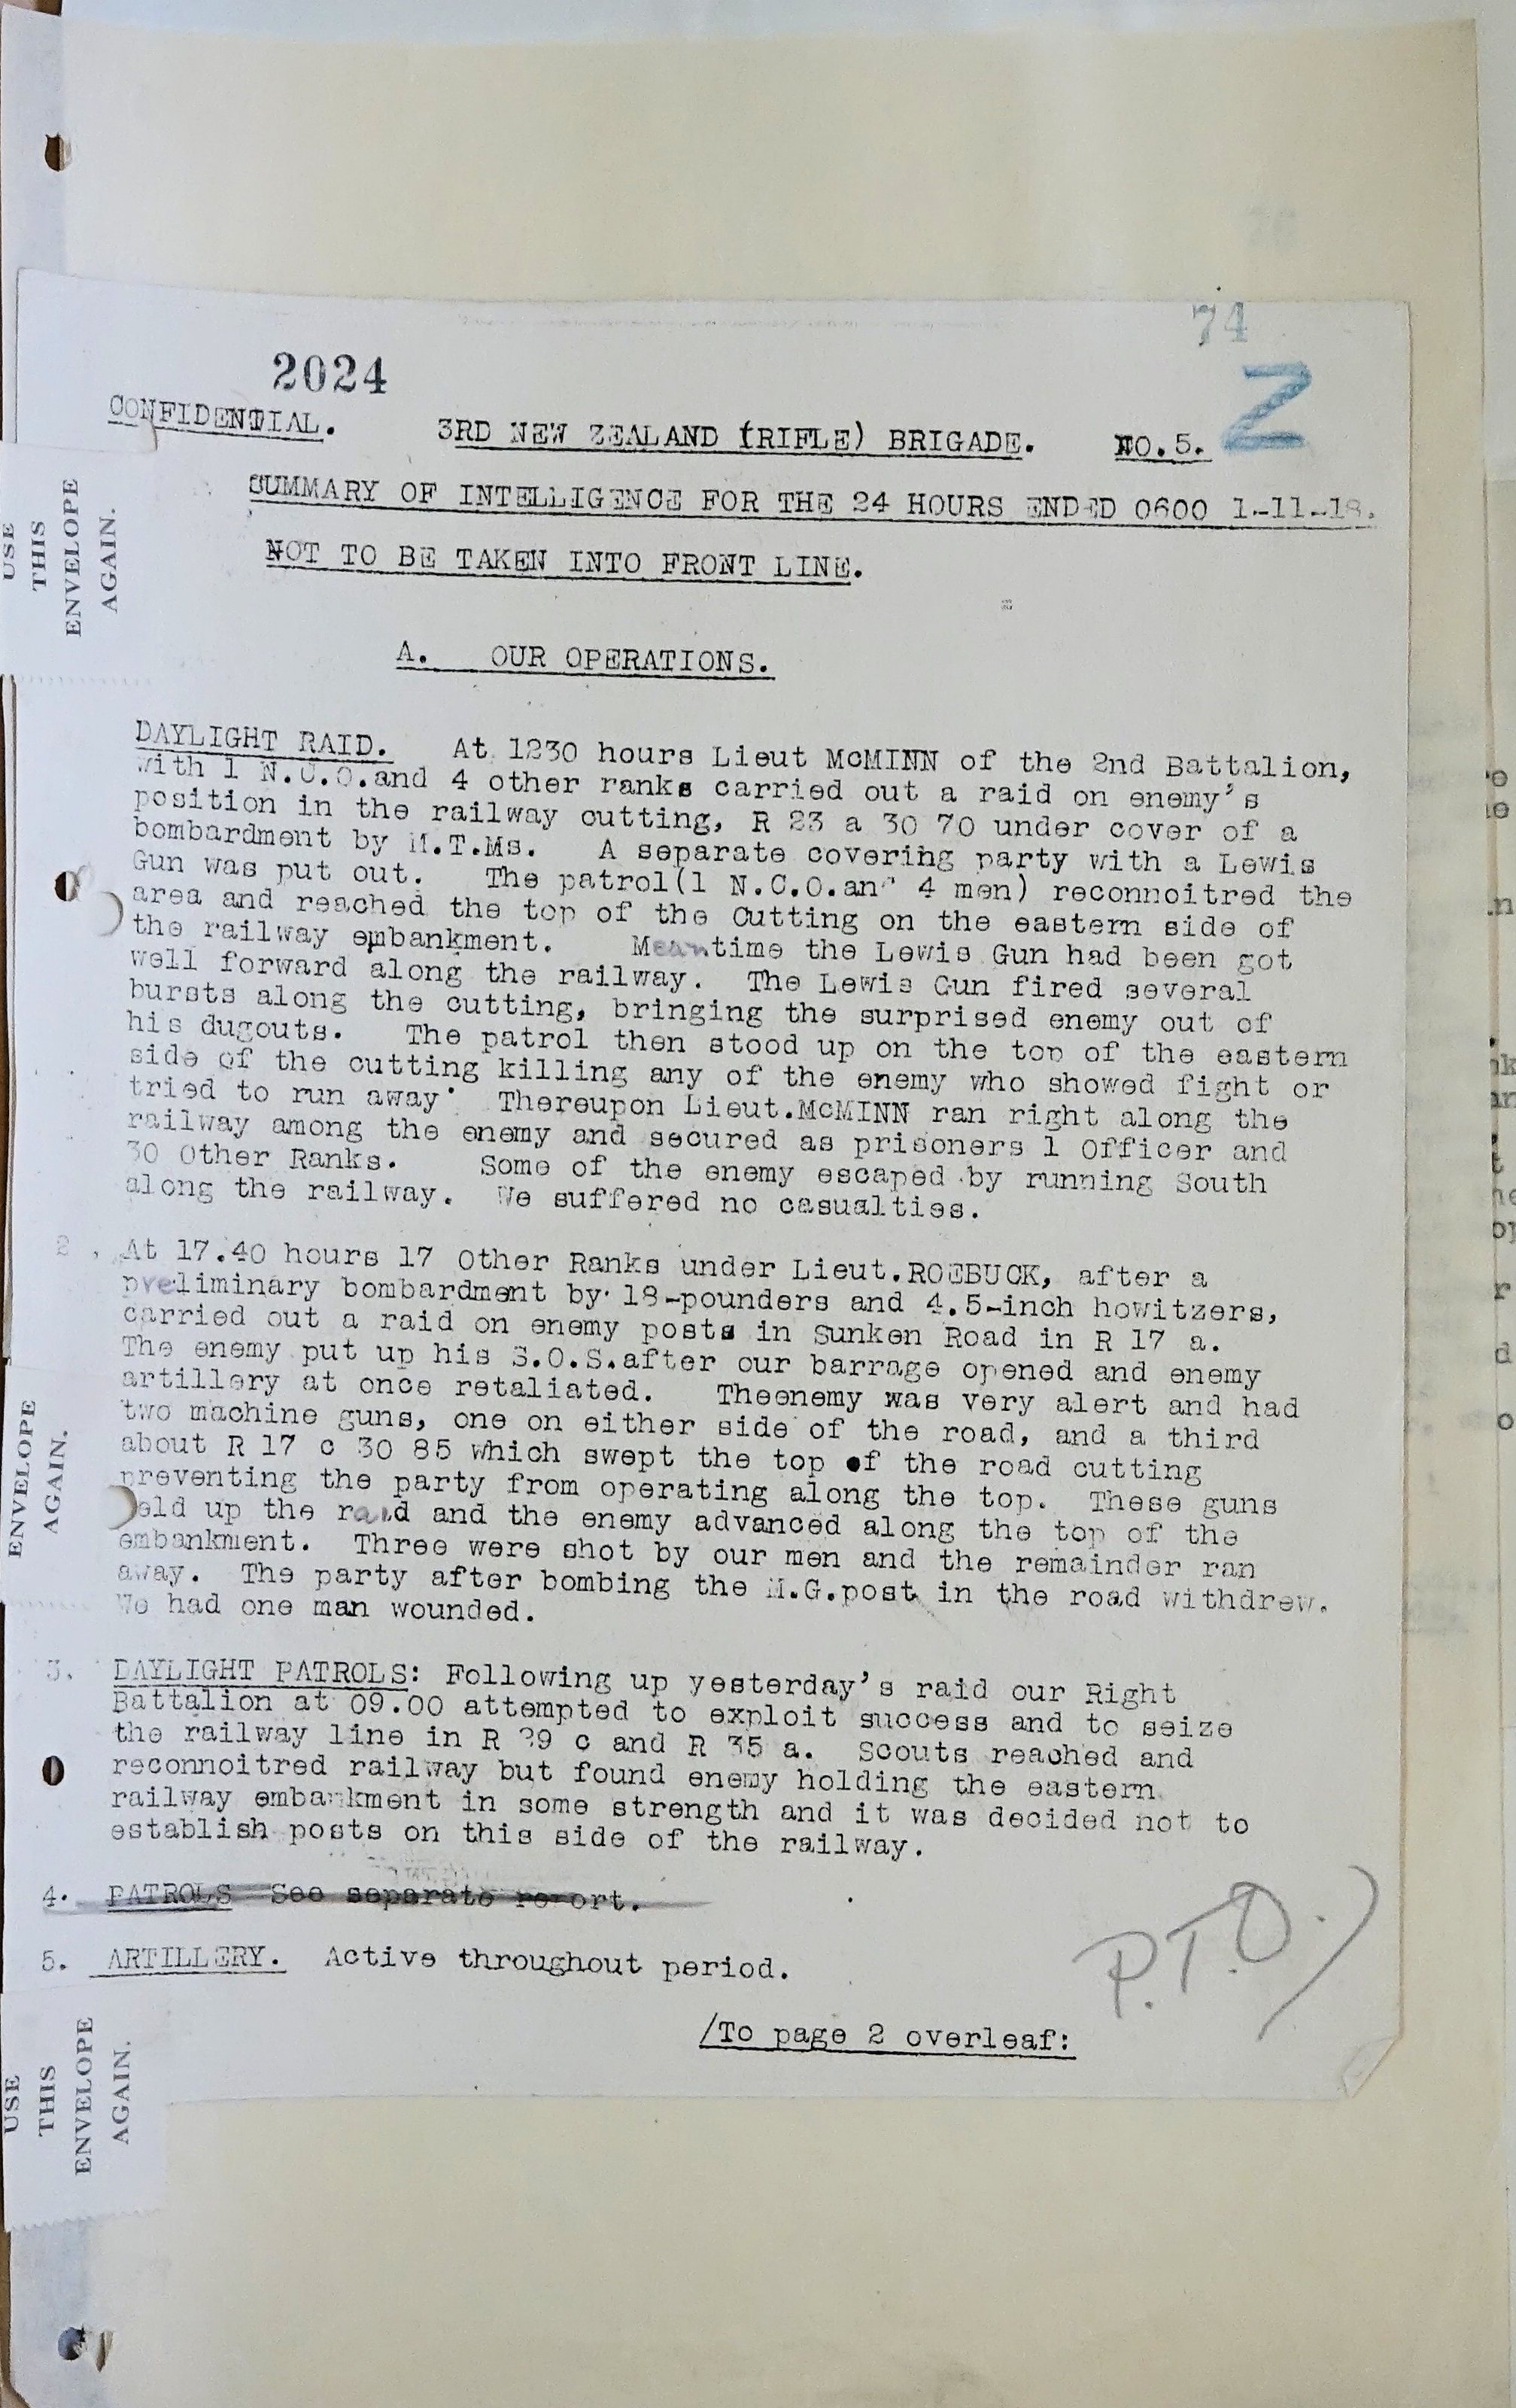 74
2024
Z
CONFIDENTIAL.
3RD NEW ZEALAND (RIFLE) BRIGADE. NO.5.
SUMMARY OF INTELLIGENCE FOR THE 24 HOURS ENDED 0600 1-11-18.
NOT TO BE TAKEN INTO FRONT LINE.
A. OUR OPERATIONS.
DAYLIGHT RAID. At 1230 hours Lieut McMINN of the 2nd Battalion,
with 1 N.C.O.and 4 other ranks carried out a raid on enemy's
position in the railway cutting, R 23 a 30 70 under cover of a
bombardment by M.T.Ms. A separate covering party with a Lewis
Gun was put out. The patrol(1 N.C.O.and 4 men) reconnoitred the
area and reached the top of the Cutting on the eastern side of
the railway embankment. Meantime the Lewis Gun had been got
well forward along the railway. The Lewis Gun fired several
bursts along the cutting, bringing the surprised enemy out of
his dugouts. The patrol then stood up on the top of the eastern
side of the cutting killing any of the enemy who showed fight or
tried to run away. Thereupon Lieut.McMINN ran right along the
railway among the enemy and secured as prisoners 1 Officer and
30 Other Ranks. Some of the enemy escaped by running South
along the railway. We suffered no casualties.
2. At 17.40 hours 17 Other Ranks under Lieut.ROEBUCK, after a
preliminary bombardment by 18-pounders and 4.5-inch howitzers,
carried out a raid on enemy posts in Sunken Road in R 17 a.
The enemy put up his S.O.S.after our barrage opened and enemy
artillery at once retaliated. Theenemy was very alert and had
two machine guns, one on either side of the road, and a third
about R 17 c 30 85 which swept the top of the road cutting
preventing the party from operating along the top. These guns
held up the raid and the enemy advanced along the top of the
embankment. Three were shot by our men and the remainder ran
away. The party after bombing the M.G.post in the road withdrew.
We had one man wounded.
3. DAYLIGHT PATROLS: Following up yesterday's raid our Right
Battalion at 09.00 attempted to exploit success and to seize
the railway line in R 29 c and R 35 a. Scouts reached and
reconnoitred railway but found enemy holding the eastern
railway embankment in some strength and it was decided not to
establish posts on this side of the railway.
4. PATROLS See separate report.
5. ARTILLERY. Active throughout period.
P.T.O.)
/To page 2 overleaf:
USE
THIS
ENVELOPE
AGAIN.
ENVELOPE
AGAIN.
USE
THIS
ENVELOPE
AGAIN.